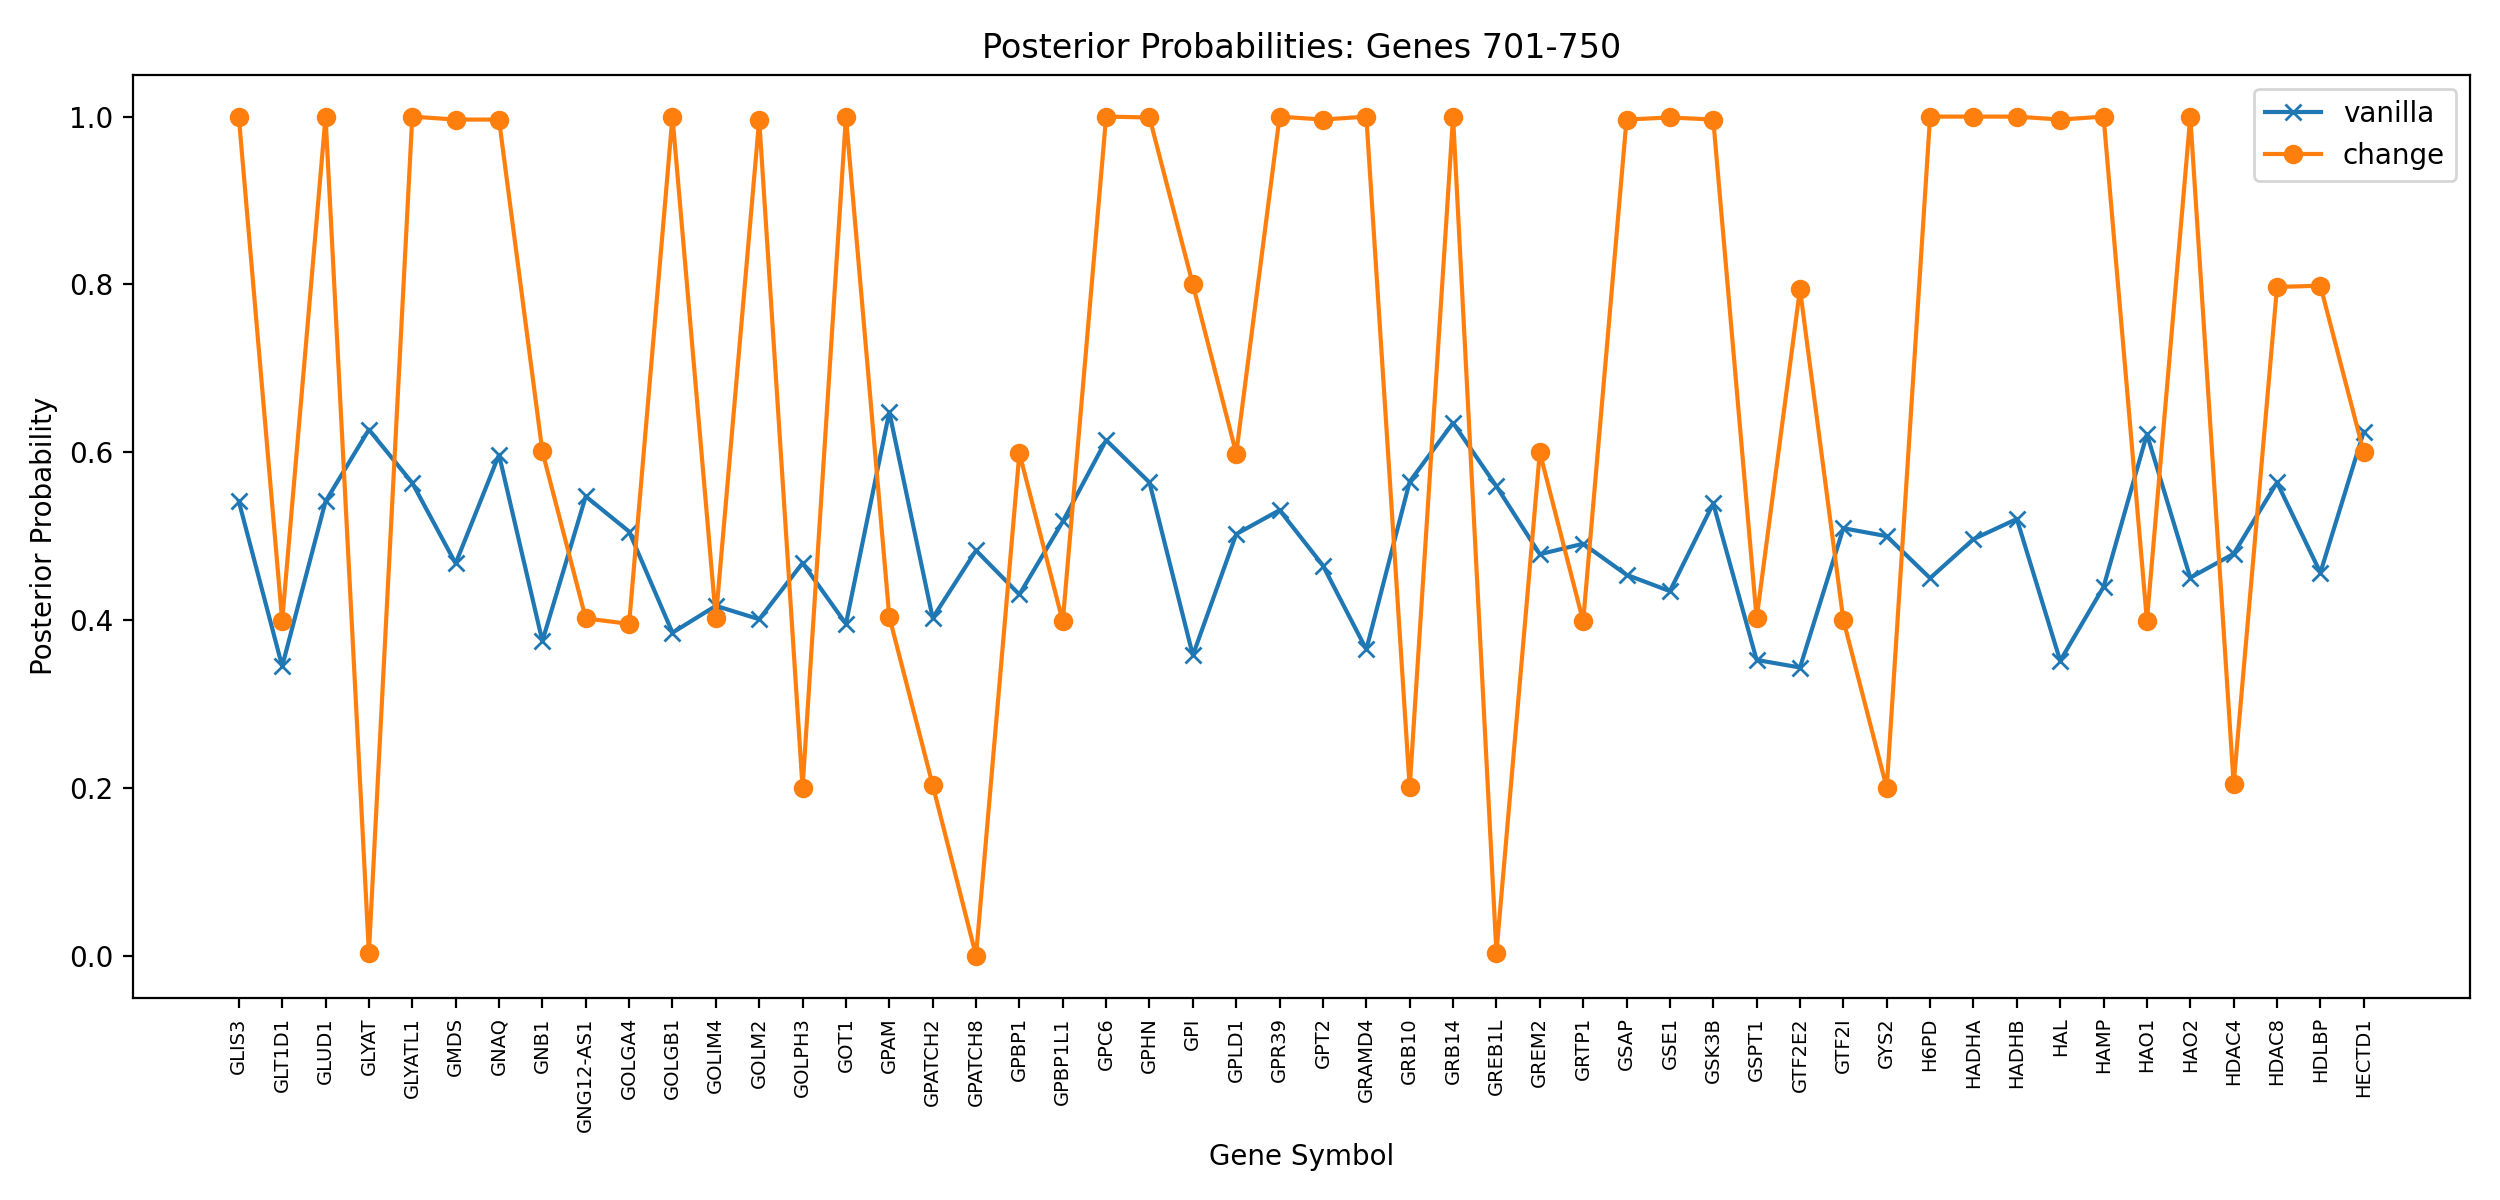 Posterior Probabilities: Genes 701-750
vanilla
change
Posterior Probability
1.0
0.8
0.6
0.4
0.2
0.0
GLIS3
GLT1D1
GLUD1
GLYAT
GLYATL1
GMDS
GNAQ
GNB1
GNG12-AS1
GOLGA4
GOLGB1
GOLIM4
GOLM2
GOLPH3
GOT1
GPAM
GPATCH2
GPATCH8
GPBP1
GPBP1L1
GPC6
GPHN
GPI
GPLD1
GPR39
GPT2
GRAMD4
GRB10
GRB14
GREB1L
GREM2
GRTP1
GSAP
GSE1
GSK3B
GSPT1
GTF2E2
GTF2I
GYS2
H6PD
HADHA
HADHB
HAL
HAMP
HAO1
HAO2
HDAC4
HDAC8
HDLBP
HECTD1
Gene Symbol